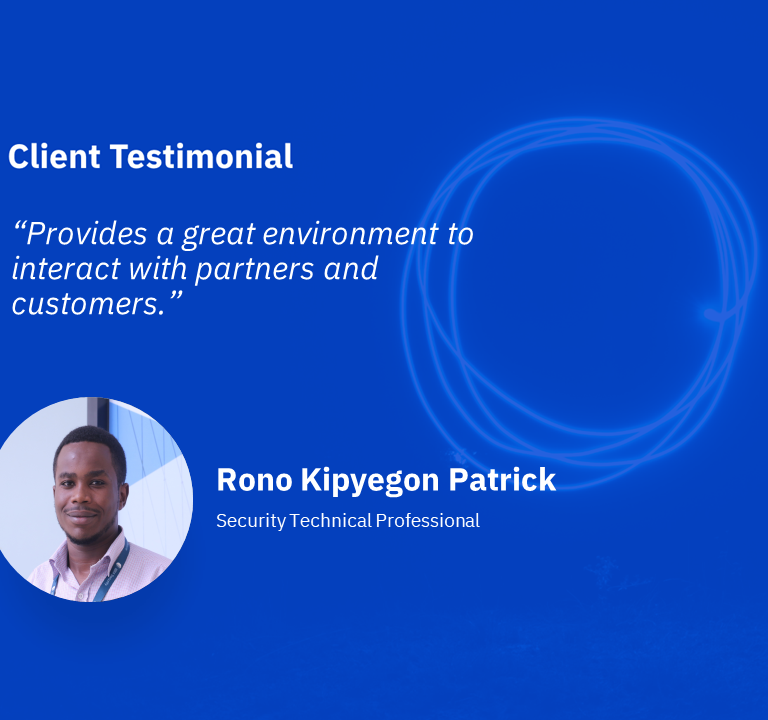 Client Testimonial
“Provides a great environment to
interact with partners and
customers.”
Rono Kipyegon Patrick
Security Technical Professional